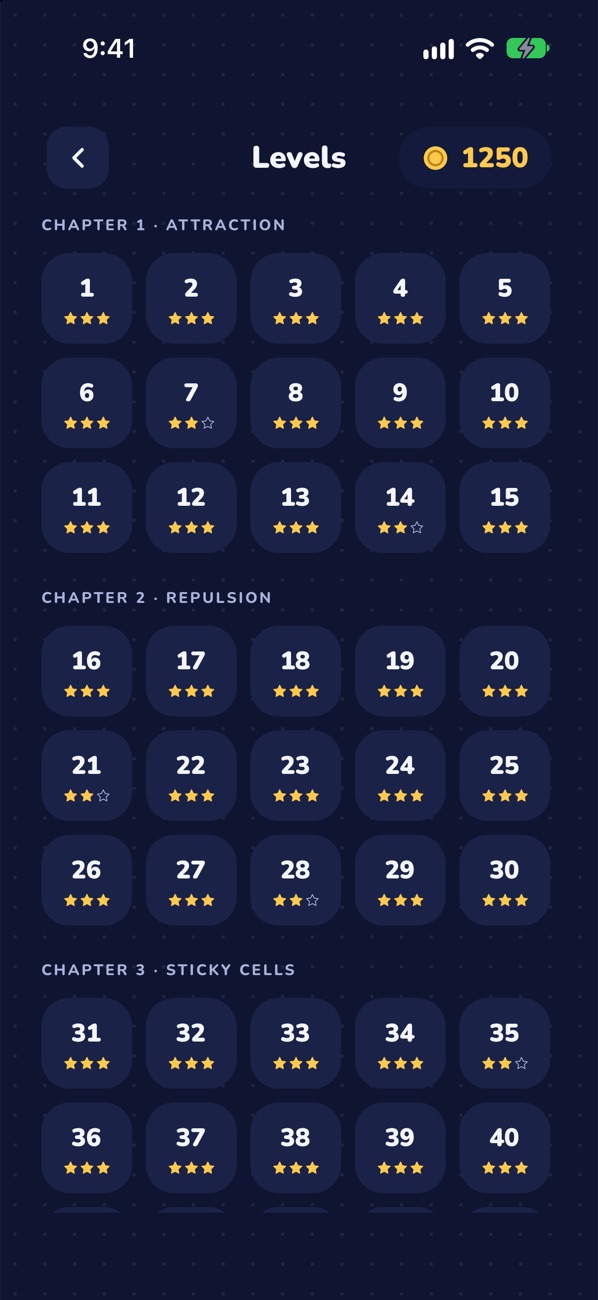 9:41
Levels
1250
CHAPTER 1 · ATTRACTION
1 2 3 4 5
6 7 8 9 10
11 12 13 14 15
CHAPTER 2 · REPULSION
16 17 18 19 20
21 22 23 24 25
26 27 28 29 30
CHAPTER 3 · STICKY CELLS
31 32 33 34 35
36 37 38 39 40